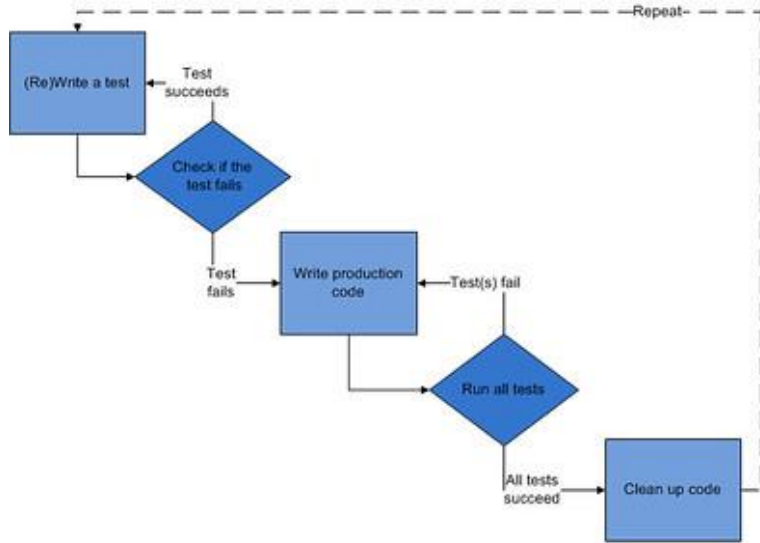 Repeat
(Re)Write a test
Test
succeeds
Check if the
test fails
Test
fails
Write production
code
Test(s) fail
Run all tests
All tests
succeed
Clean up code